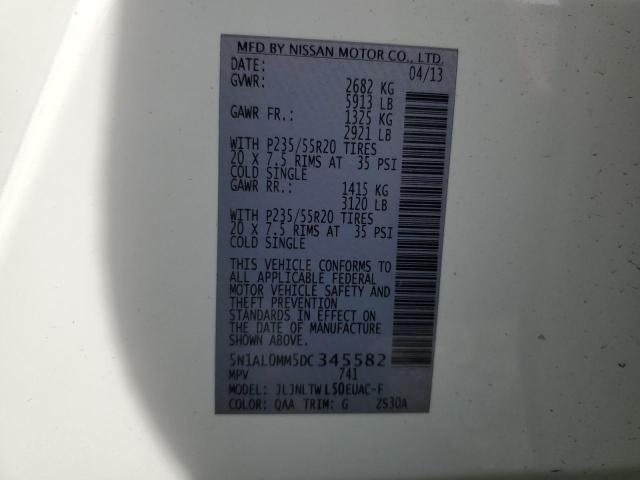 MFD BY NISSAN MOTOR CO., LTD.
DATE: 04/13
GVWR: 2682 KG
5913 LB
GAWR FR.: 1325 KG
2921 LB
WITH P235/55R20 TIRES
20 X 7.5 RIMS AT 35 PSI
COLD SINGLE
GAWR RR.: 1415 KG
3120 LB
WITH P235/55R20 TIRES
20 X 7.5 RIMS AT 35 PSI
COLD SINGLE
THIS VEHICLE CONFORMS TO
ALL APPLICABLE FEDERAL
MOTOR VEHICLE SAFETY AND
THEFT PREVENTION
STANDARDS IN EFFECT ON
THE DATE OF MANUFACTURE
SHOWN ABOVE.
5N1AL0MM5DC345582
MPV 741
MODEL: JLJNLTWL50EUAC-F
COLOR: QAA TRIM: G ZS30A